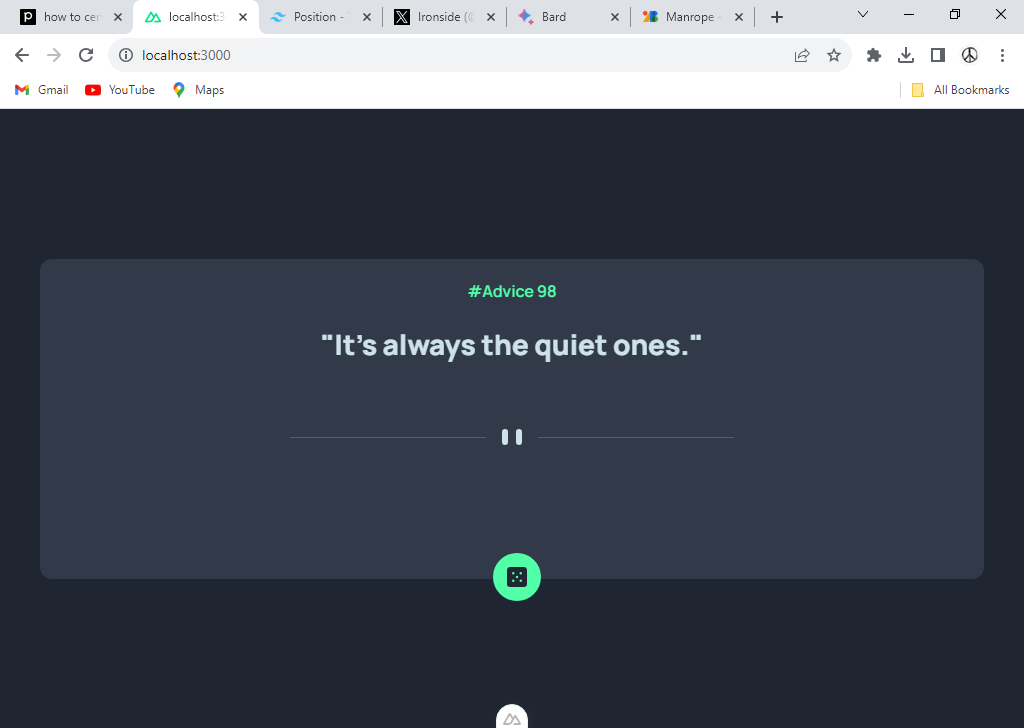 how to cer
localhost:3
Position - T
Ironside (@
Bard
Manrope -
localhost:3000
Gmail
YouTube
Maps
All Bookmarks
#Advice 98
"It's always the quiet ones."